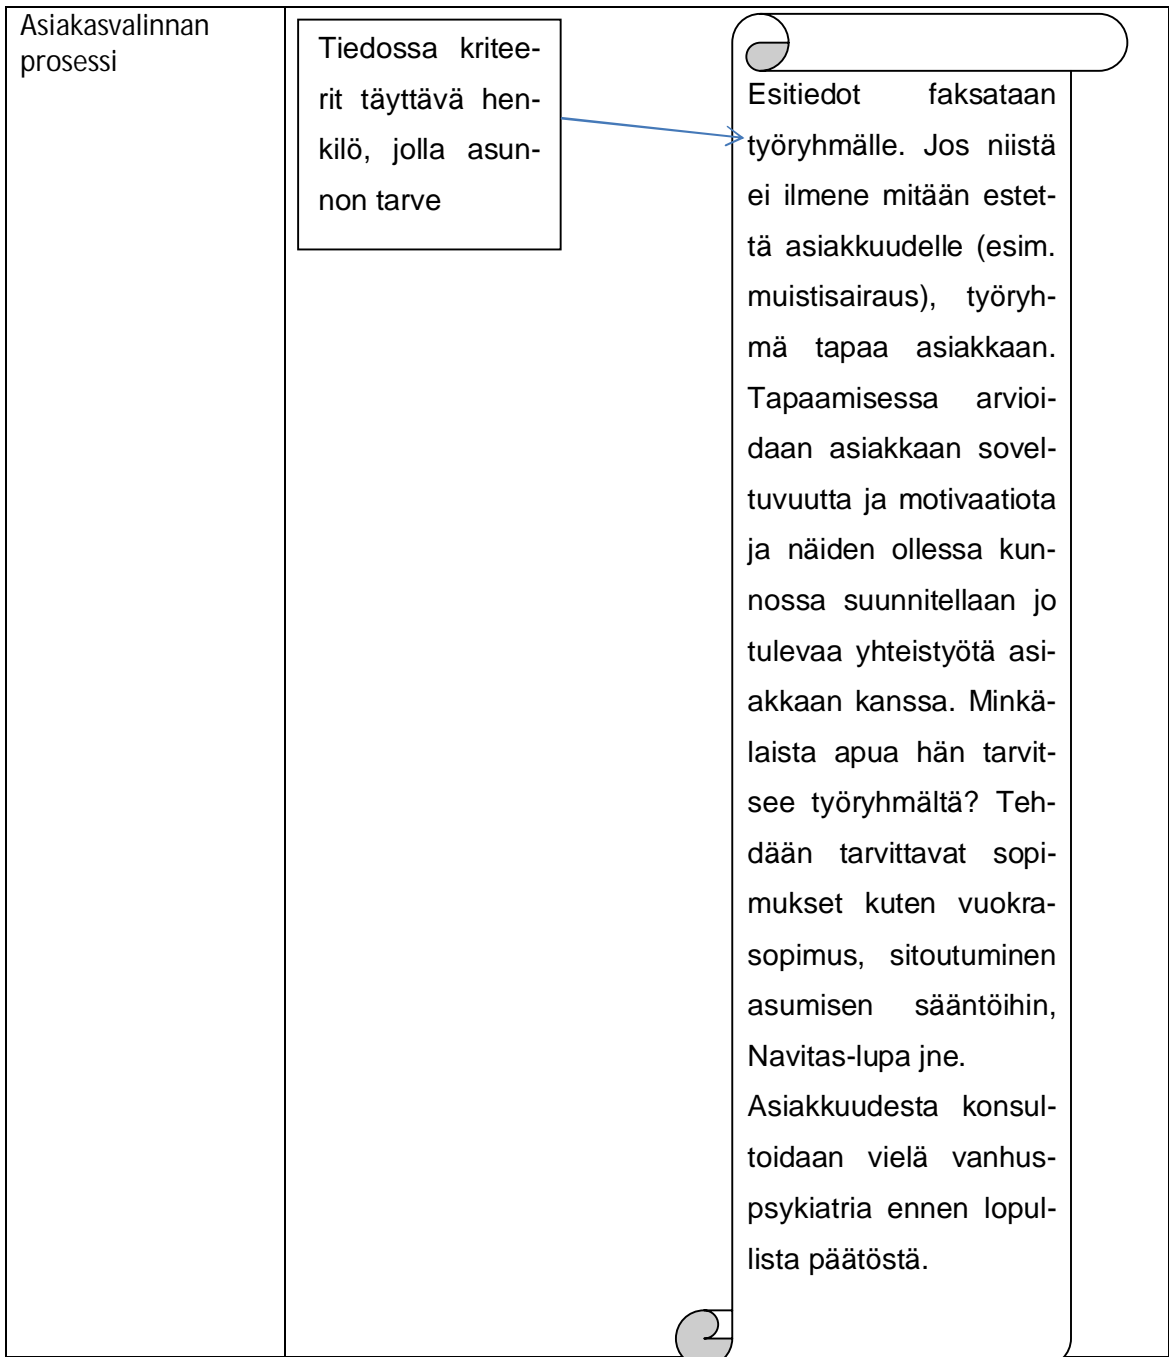 Asiakasvalinnan
prosessi
Tiedossa kritee-
rit täyttävä hen-
kilö, jolla asun-
non tarve
Esitiedot faksataan
työryhmälle. Jos niistä
ei ilmene mitään estet-
tä asiakkuudelle (esim.
muistisairaus), työryh-
mä tapaa asiakkaan.
Tapaamisessa arvioi-
daan asiakkaan sovel-
tuvuutta ja motivaatiota
ja näiden ollessa kun-
nossa suunnitellaan jo
tulevaa yhteistyötä asi-
akkaan kanssa. Minkä-
laista apua hän tarvit-
see työryhmältä? Teh-
dään tarvittavat sopi-
mukset kuten vuokra-
sopimus, sitoutuminen
asumisen sääntöihin,
Navitas-lupa jne.
Asiakkuudesta konsul-
toidaan vielä vanhus-
psykiatria ennen lopul-
lista päätöstä.